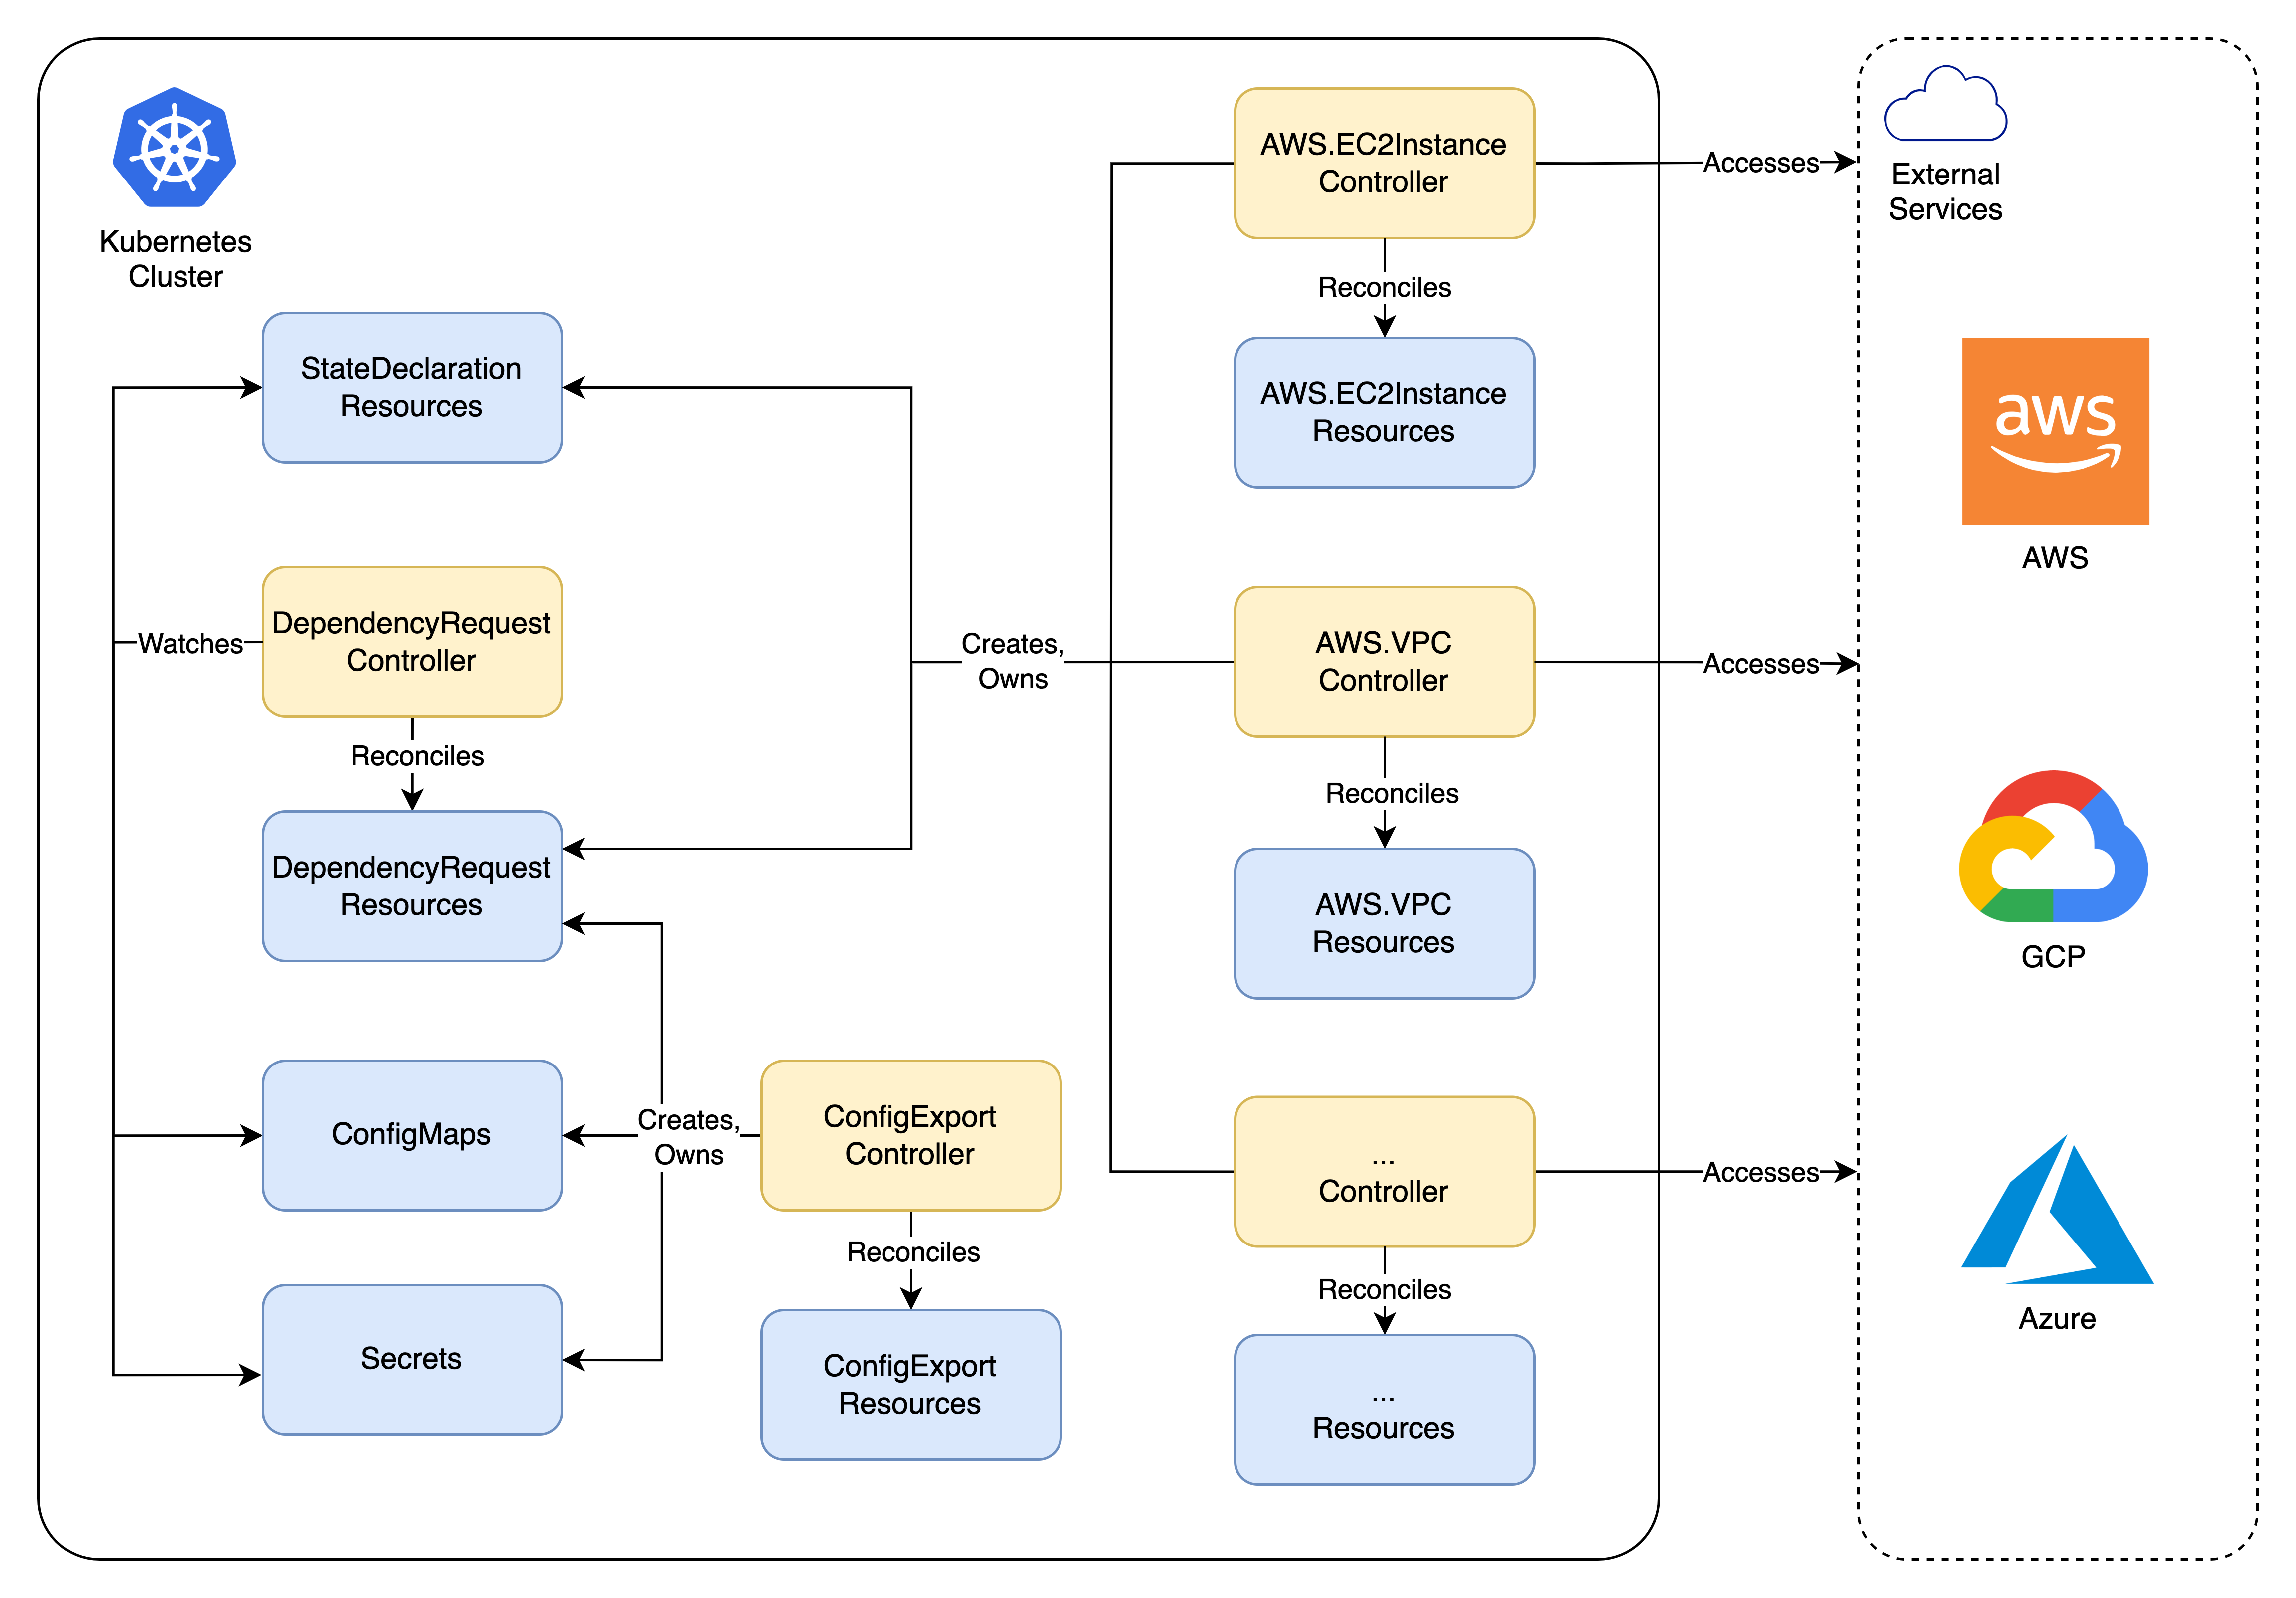 Kubernetes
Cluster
StateDeclaration
Resources
Watches
DependencyRequest
Controller
Reconciles
DependencyRequest
Resources
ConfigMaps
Secrets
Creates,
Owns
ConfigExport
Controller
Reconciles
ConfigExport
Resources
Creates,
Owns
AWS.EC2Instance
Controller
Reconciles
AWS.EC2Instance
Resources
AWS.VPC
Controller
Reconciles
AWS.VPC
Resources
...
Controller
Reconciles
...
Resources
Accesses
Accesses
Accesses
External
Services
aws
AWS
GCP
Azure